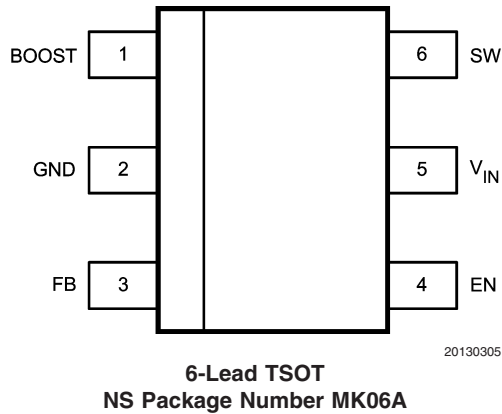 BOOST 1 6 SW
GND 2 5 V_IN
FB 3 4 EN
20130305
6-Lead TSOT
NS Package Number MK06A